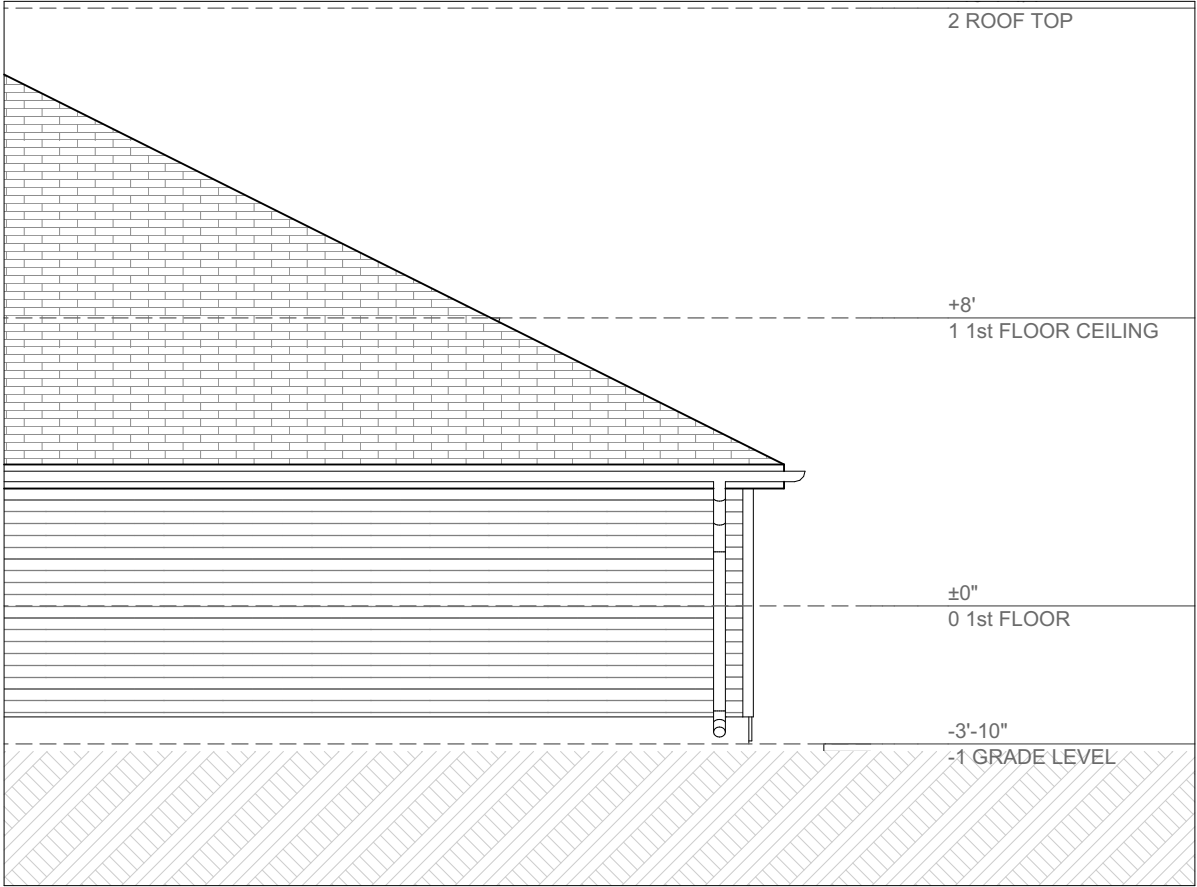 2 ROOF TOP
+8'
1 1st FLOOR CEILING
±0"
0 1st FLOOR
-3'-10"
-1 GRADE LEVEL